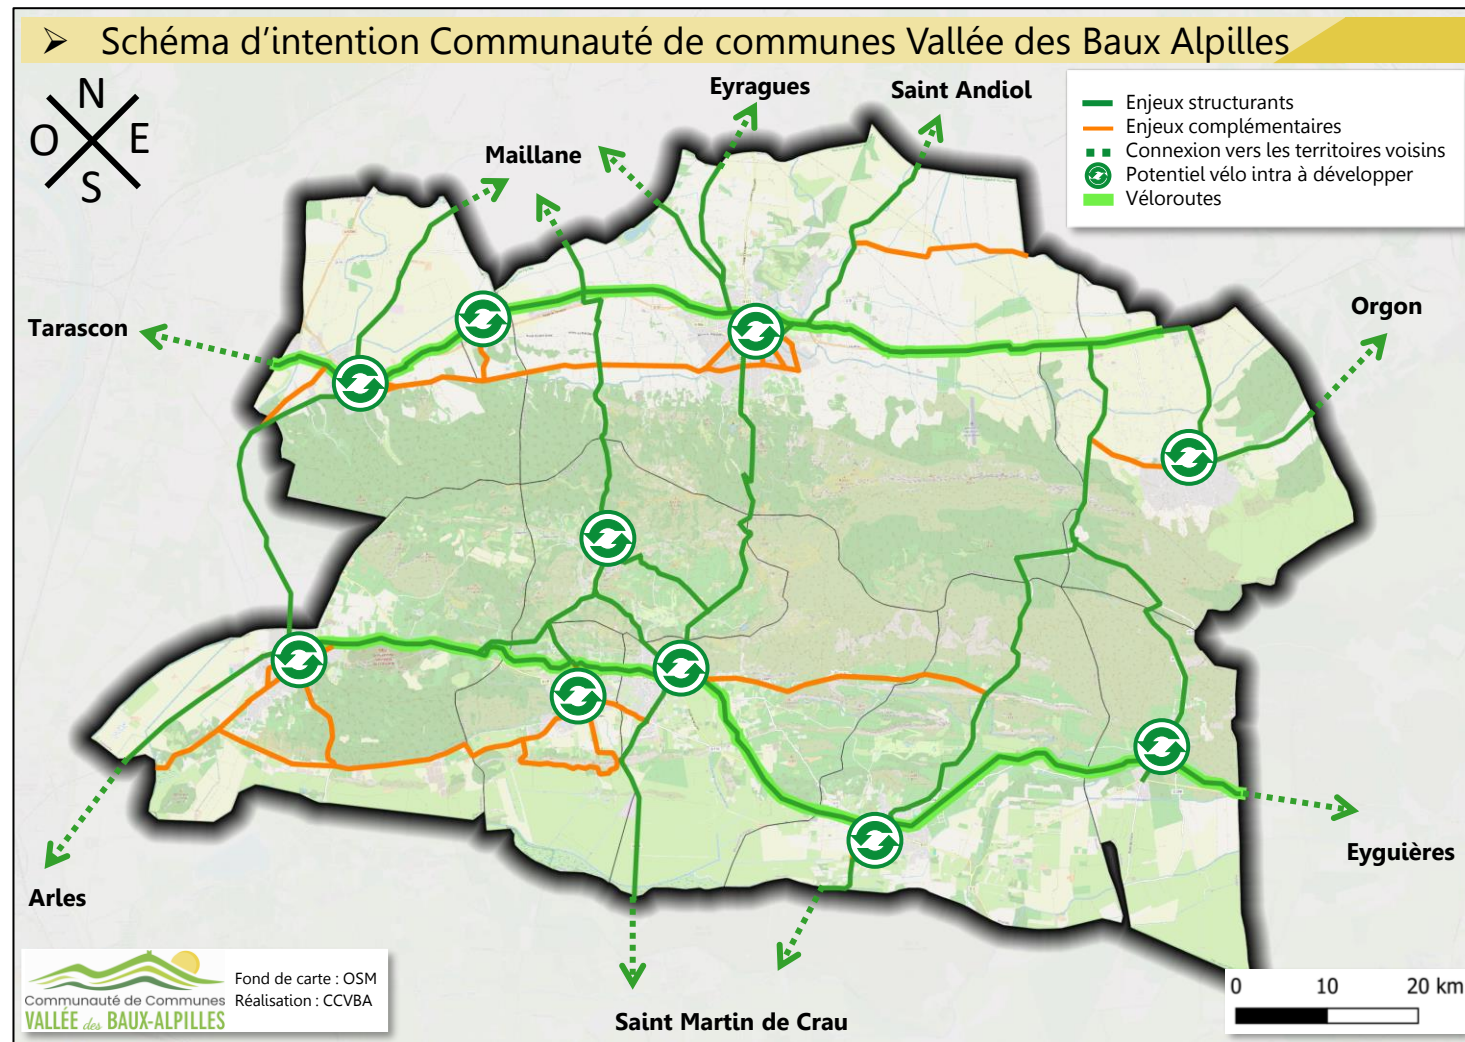 ➢ Schéma d'intention Communauté de communes Vallée des Baux Alpilles
N
O E
S
Eyragues
Saint Andiol
Maillane
Enjeux structurants
Enjeux complémentaires
Connexion vers les territoires voisins
Potentiel vélo intra à développer
Véloroutes
Tarascon
Orgon
Eyguières
Arles
Saint Martin de Crau
Communauté de Communes
VALLÉE des BAUX-ALPILLES
Fond de carte : OSM
Réalisation : CCVBA
0 10 20 km